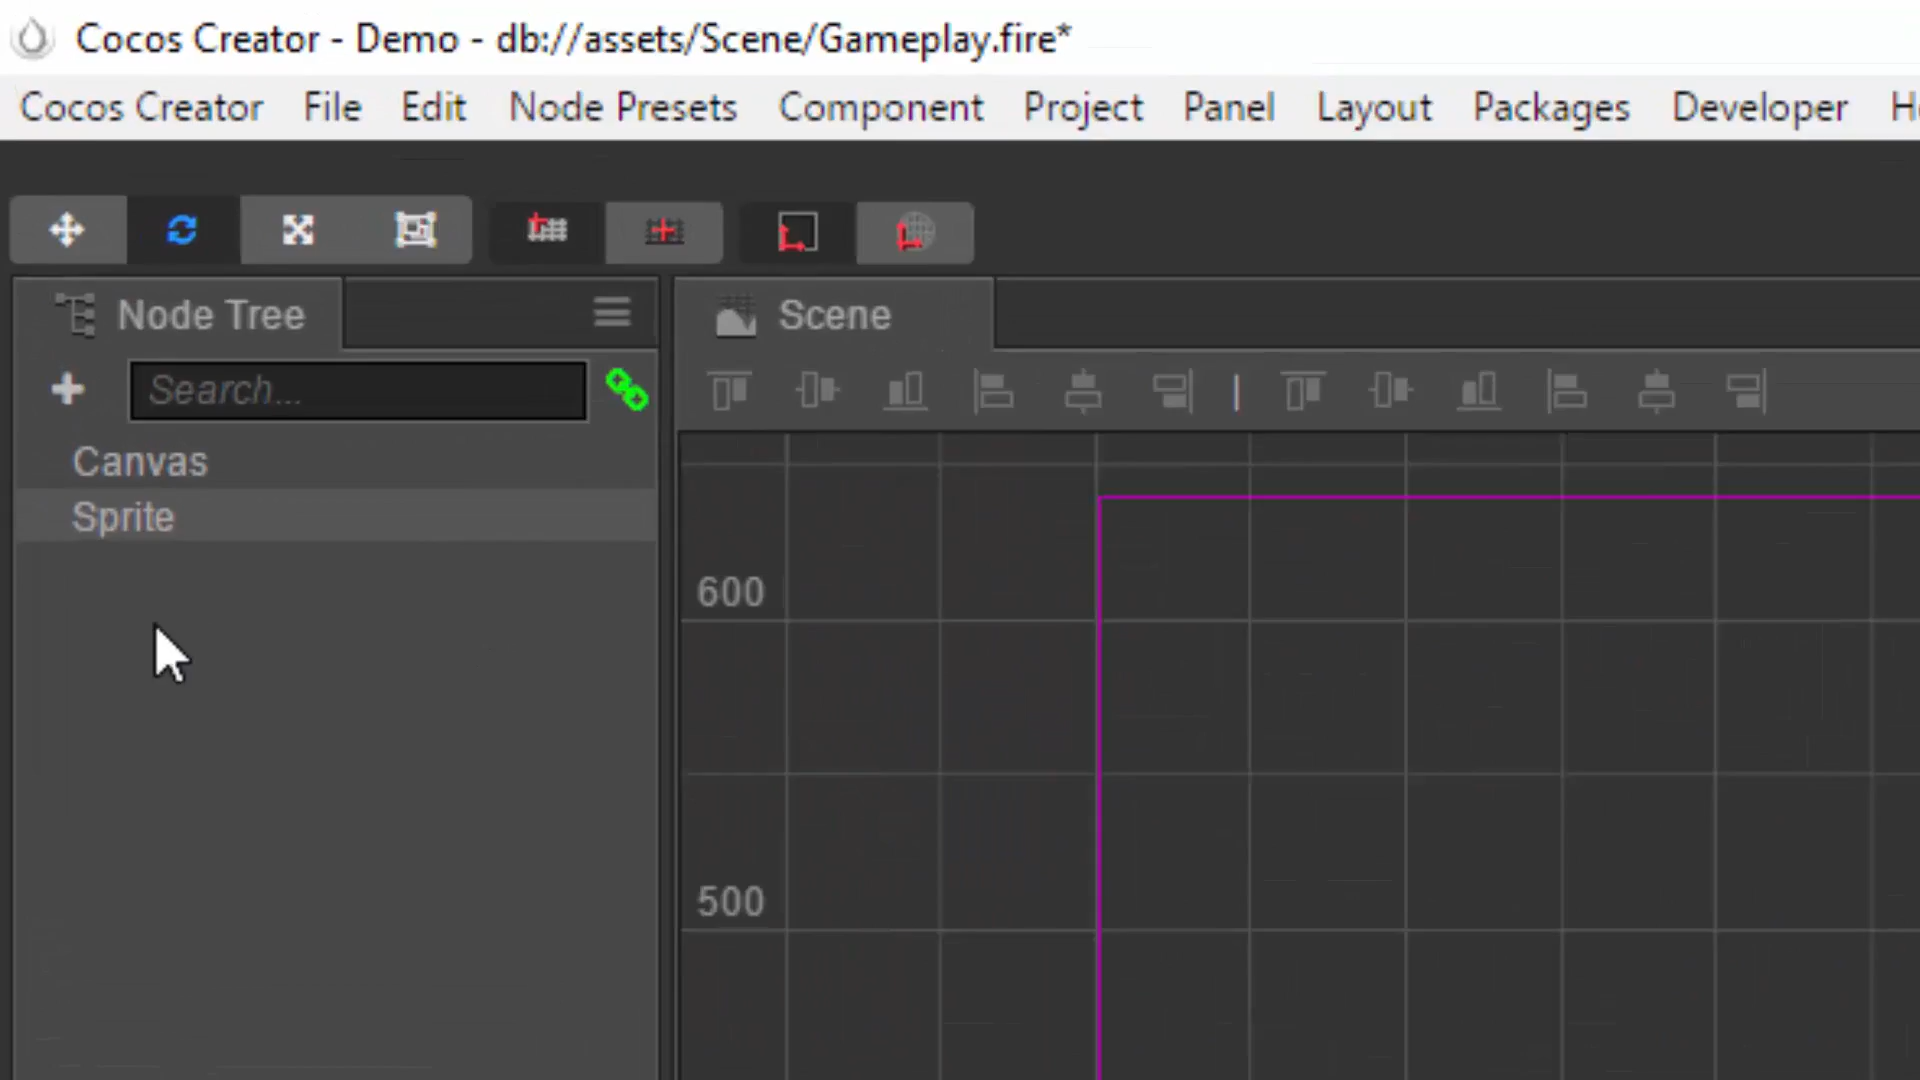 Cocos Creator - Demo - db://assets/Scene/Gameplay.fire*
Cocos Creator File Edit Node Presets Component Project Panel Layout Packages Developer
Node Tree
Scene
Search...
Canvas
Sprite
600
500